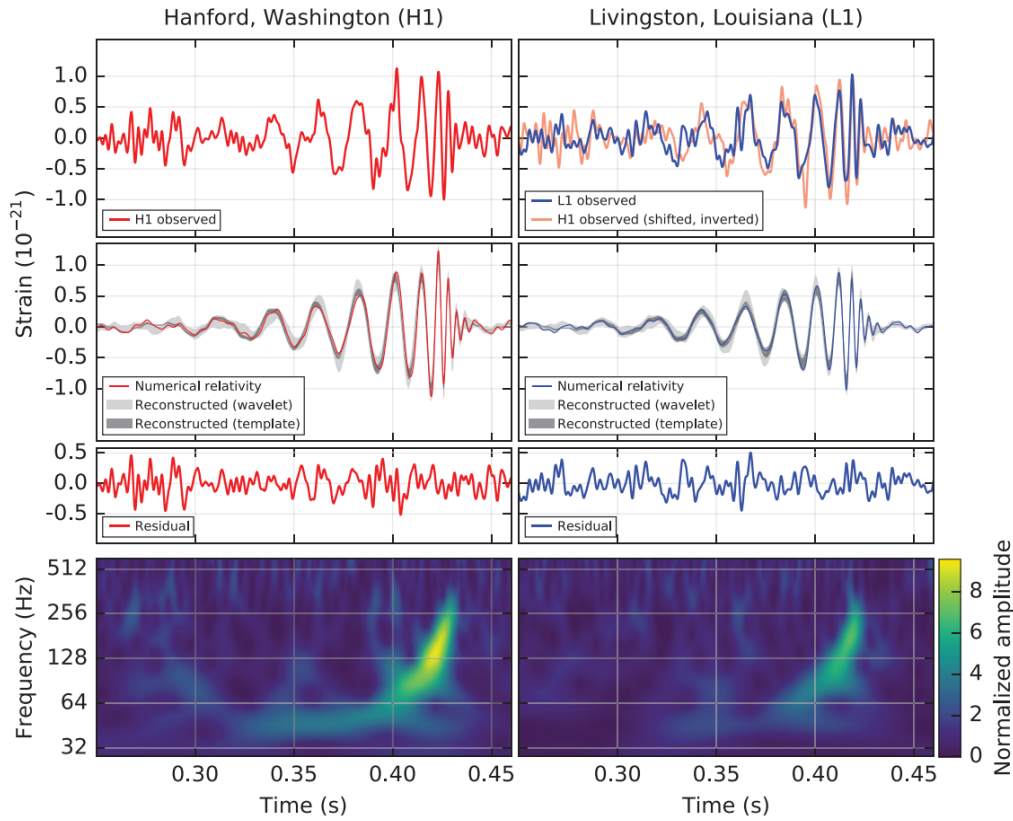 Hanford, Washington (H1)
Livingston, Louisiana (L1)
Strain (10⁻²¹)
1.0
0.5
0.0
-0.5
-1.0
H1 observed
L1 observed
H1 observed (shifted, inverted)
1.0
0.5
0.0
-0.5
-1.0
Numerical relativity
Reconstructed (wavelet)
Reconstructed (template)
Numerical relativity
Reconstructed (wavelet)
Reconstructed (template)
0.5
0.0
-0.5
Residual
Residual
Frequency (Hz)
512
256
128
64
32
0.30
0.35
0.40
0.45
Time (s)
0.30
0.35
0.40
0.45
Time (s)
8
6
4
2
0
Normalized amplitude